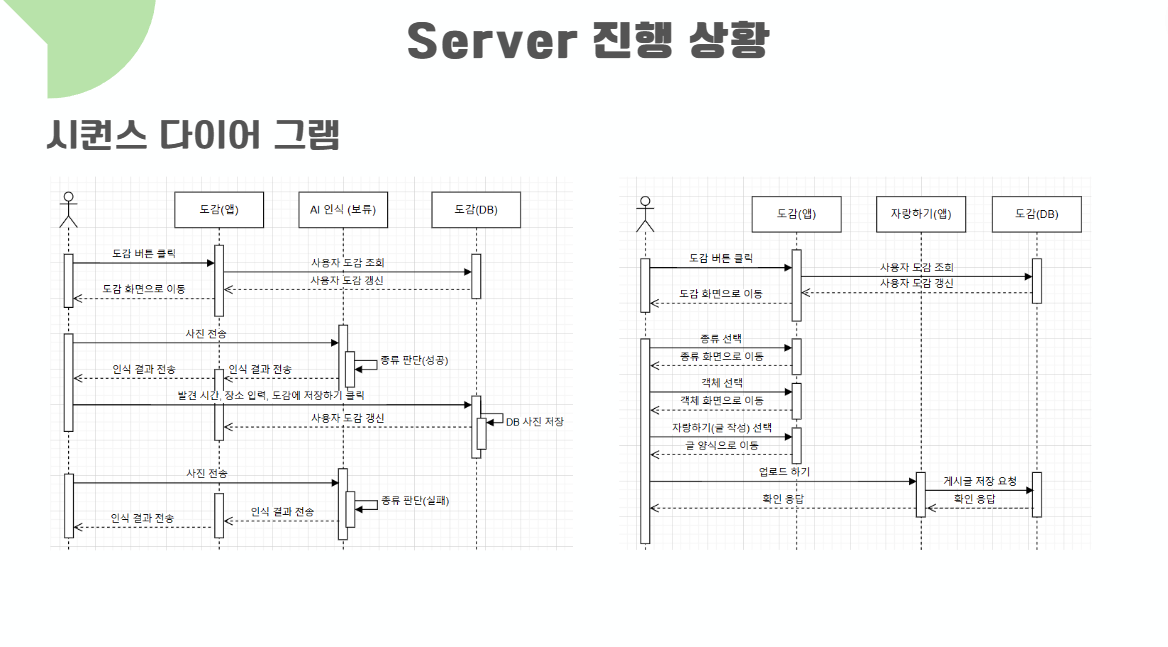 Server 진행 상황
시퀀스 다이어 그램
도감(앱)
AI 인식 (보류)
도감(DB)
도감 버튼 클릭
사용자 도감 조회
사용자 도감 갱신
도감 화면으로 이동
사진 전송
종류 판단(성공)
인식 결과 전송
인식 결과 전송
발견 시간, 장소 입력, 도감에 저장하기 클릭
사용자 도감 갱신
DB 사진 저장
사진 전송
종류 판단(실패)
인식 결과 전송
인식 결과 전송
도감(앱)
자랑하기(앱)
도감(DB)
도감 버튼 클릭
사용자 도감 조회
사용자 도감 갱신
도감 화면으로 이동
종류 선택
종류 화면으로 이동
객체 선택
객체 화면으로 이동
자랑하기(글 작성) 선택
글 양식으로 이동
업로드 하기
게시글 저장 요청
확인 응답
확인 응답